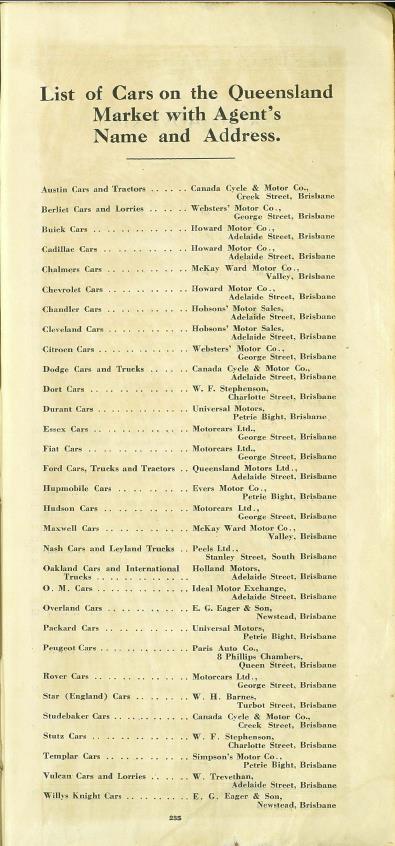 List of Cars on the Queensland
Market with Agent's
Name and Address.
Austin Cars and Tractors . . . . . . Canada Cycle & Motor Co.,
Creek Street, Brisbane
Berliet Cars and Lorries . . . . . . Websters' Motor Co.,
George Street, Brisbane
Buick Cars . . . . . . . . . . . . . . Howard Motor Co.,
Adelaide Street, Brisbane
Cadillac Cars . . . . . . . . . . . . . Howard Motor Co.,
Adelaide Street, Brisbane
Chalmers Cars . . . . . . . . . . . . McKay Ward Motor Co.,
Valley, Brisbane
Chevrolet Cars . . . . . . . . . . . . Howard Motor Co.,
Adelaide Street, Brisbane
Chandler Cars . . . . . . . . . . . . Hobsons' Motor Sales,
Adelaide Street, Brisbane
Cleveland Cars . . . . . . . . . . . . Hobsons' Motor Sales,
Adelaide Street, Brisbane
Citroen Cars . . . . . . . . . . . . . Websters' Motor Co.,
George Street, Brisbane
Dodge Cars and Trucks . . . . . . Canada Cycle & Motor Co.,
Adelaide Street, Brisbane
Dort Cars . . . . . . . . . . . . . . W. F. Stephenson,
Charlotte Street, Brisbane
Durant Cars . . . . . . . . . . . . . Universal Motors,
Petrie Bight, Brisbane
Essex Cars . . . . . . . . . . . . . . Motorcars Ltd.,
George Street, Brisbane
Fiat Cars . . . . . . . . . . . . . . Motorcars Ltd.,
George Street, Brisbane
Ford Cars, Trucks and Tractors . . Queensland Motors Ltd.,
Adelaide Street, Brisbane
Hupmobile Cars . . . . . . . . . . Evers Motor Co.,
Petrie Bight, Brisbane
Hudson Cars . . . . . . . . . . . . Motorcars Ltd.,
George Street, Brisbane
Maxwell Cars . . . . . . . . . . . . McKay Ward Motor Co.,
Valley, Brisbane
Nash Cars and Leyland Trucks . . Peels Ltd.,
Stanley Street, South Brisbane
Oakland Cars and International Holland Motors,
Trucks . . . . . . . . . . . . . Adelaide Street, Brisbane
O. M. Cars . . . . . . . . . . . . . Ideal Motor Exchange,
Adelaide Street, Brisbane
Overland Cars . . . . . . . . . . . . E. G. Eager & Son,
Newstead, Brisbane
Packard Cars . . . . . . . . . . . . Universal Motors,
Petrie Bight, Brisbane
Peugeot Cars . . . . . . . . . . . . . Paris Auto Co.,
8 Phillips Chambers,
Queen Street, Brisbane
Rover Cars . . . . . . . . . . . . . Motorcars Ltd.,
George Street, Brisbane
Star (England) Cars . . . . . . . . W. H. Barnes,
Turbot Street, Brisbane
Studebaker Cars . . . . . . . . . . . Canada Cycle & Motor Co.,
Creek Street, Brisbane
Stutz Cars . . . . . . . . . . . . . W. F. Stephenson,
Charlotte Street, Brisbane
Templar Cars . . . . . . . . . . . . Simpson's Motor Co.,
Petrie Bight, Brisbane
Vulcan Cars and Lorries . . . . . . W. Trevethan,
Adelaide Street, Brisbane
Willys Knight Cars . . . . . . . . . . E. G. Eager & Son,
Newstead, Brisbane
235